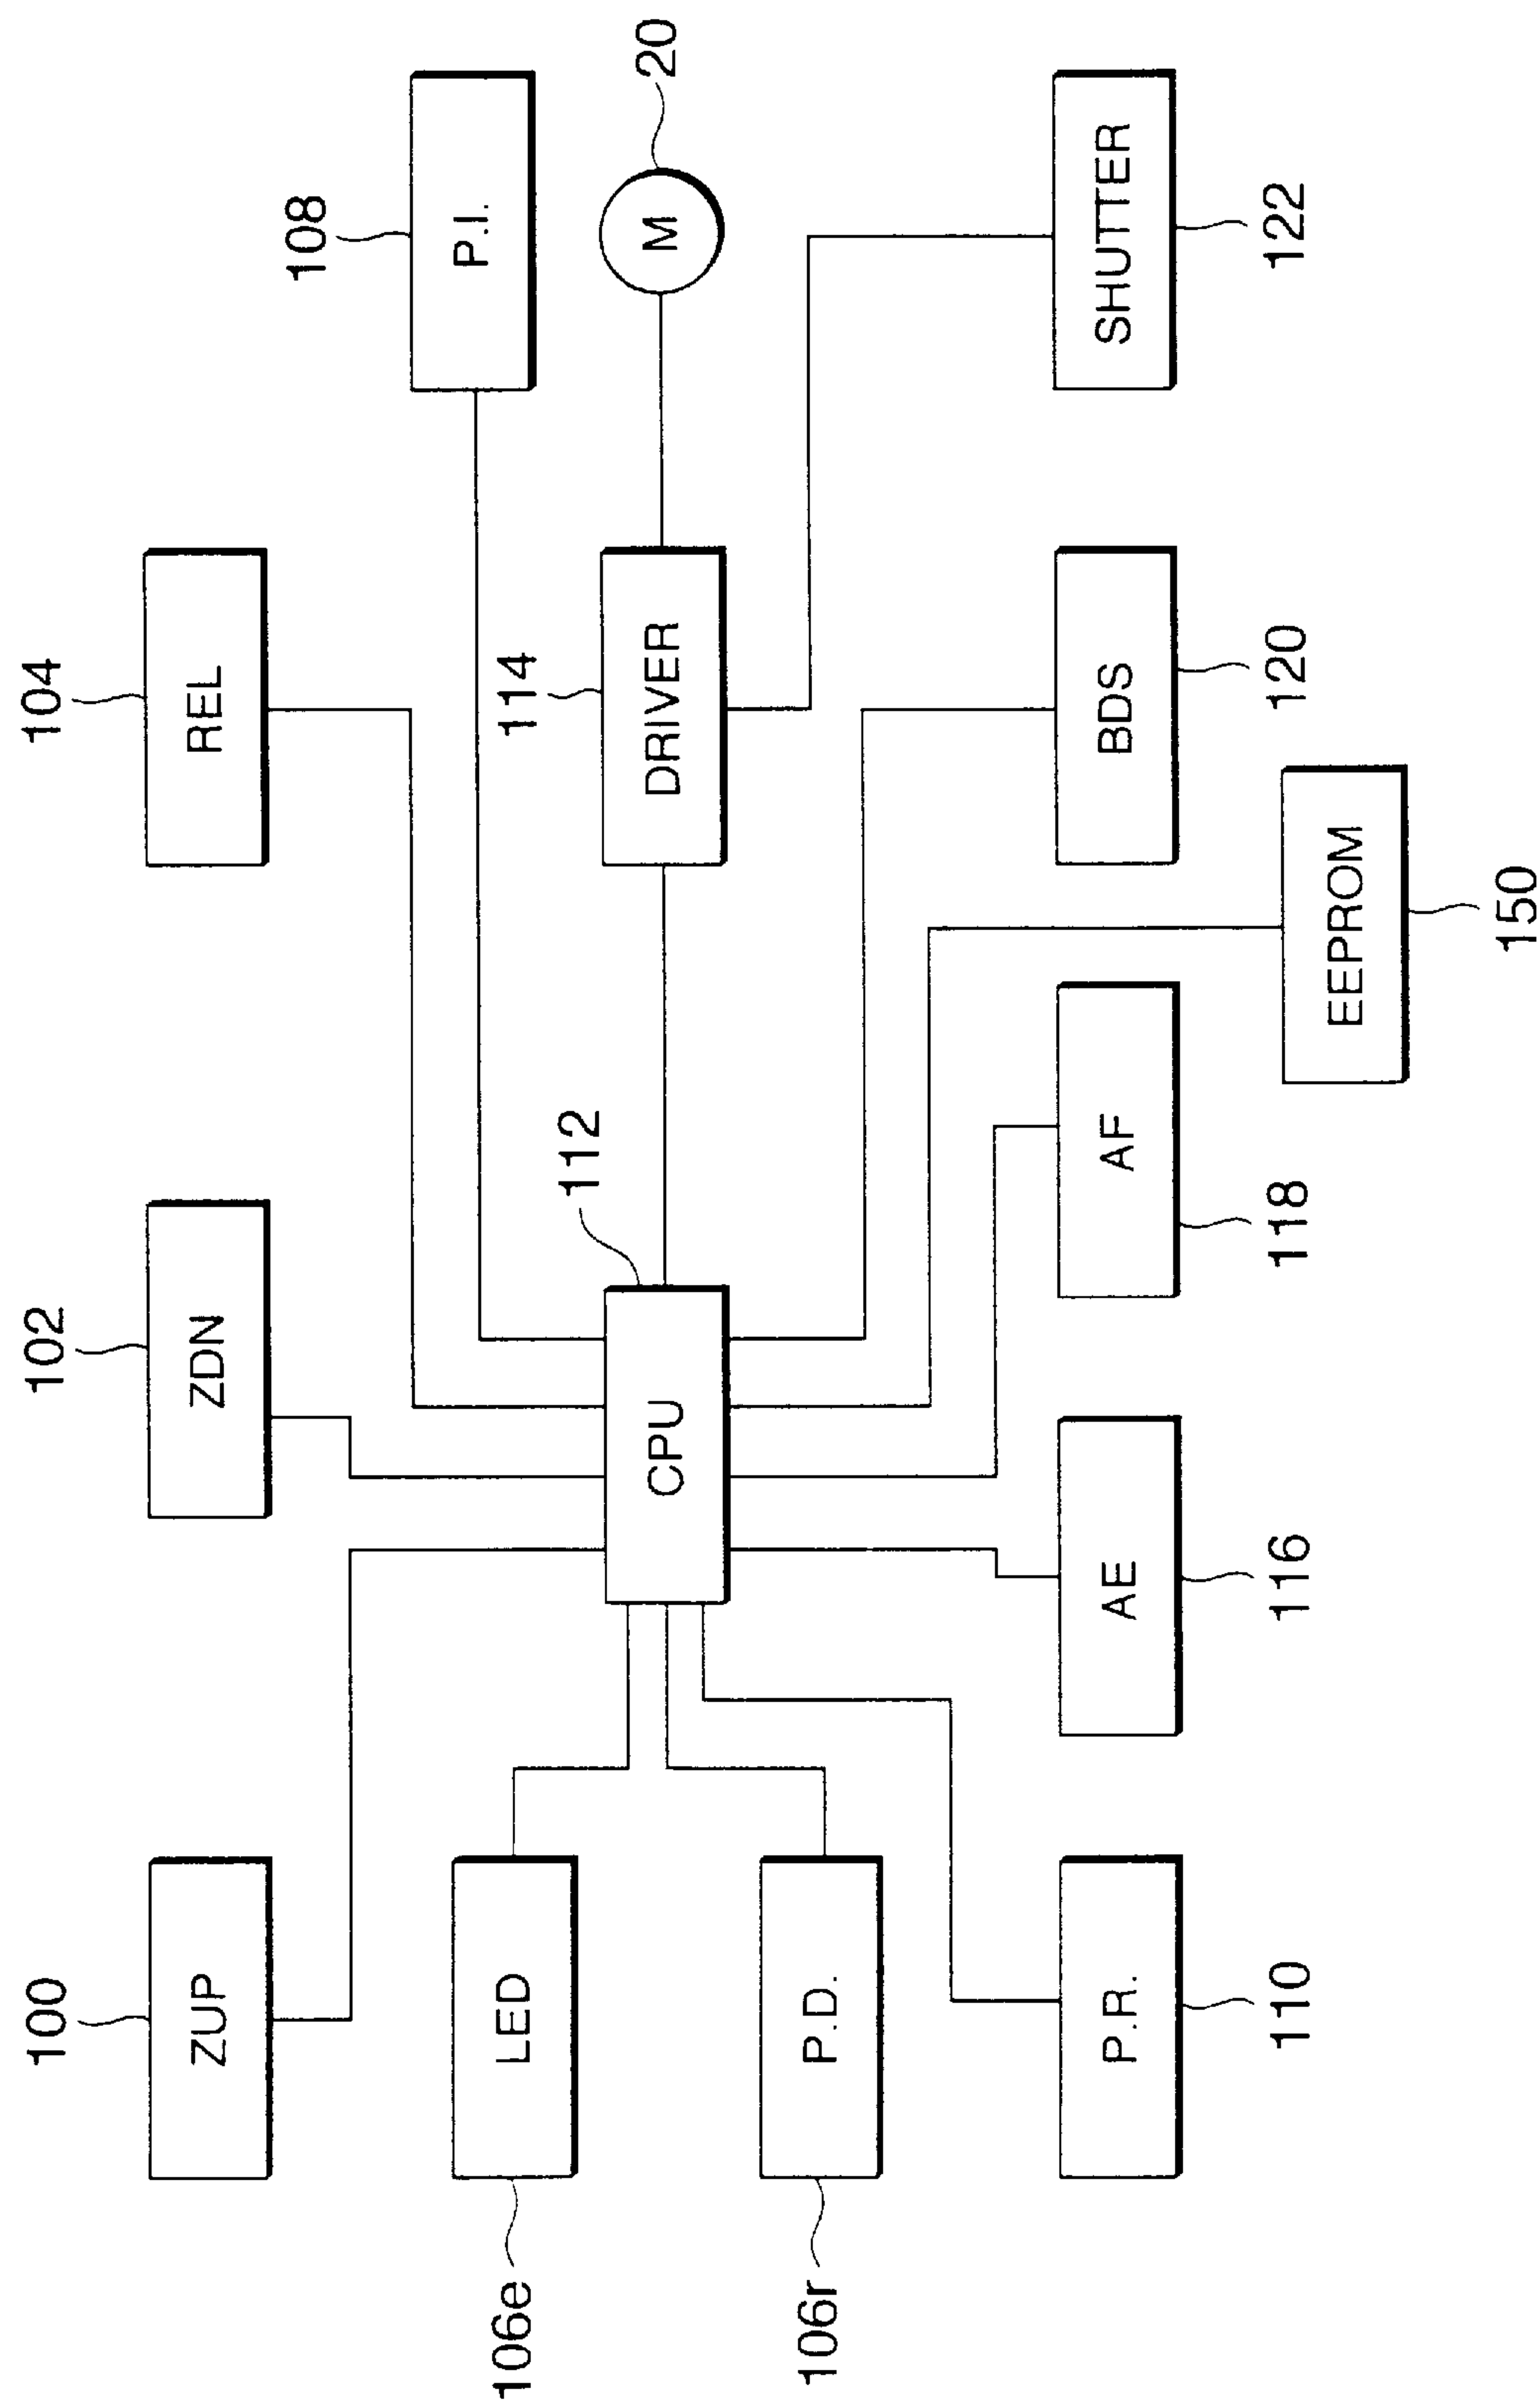 104
REL
102
ZDN
100
ZUP
108
P.I.
20
M
114
DRIVER
112
CPU
LED
106e
P.D.
106r
P.R.
110
AE
116
AF
118
EEPROM
150
BDS
120
SHUTTER
122